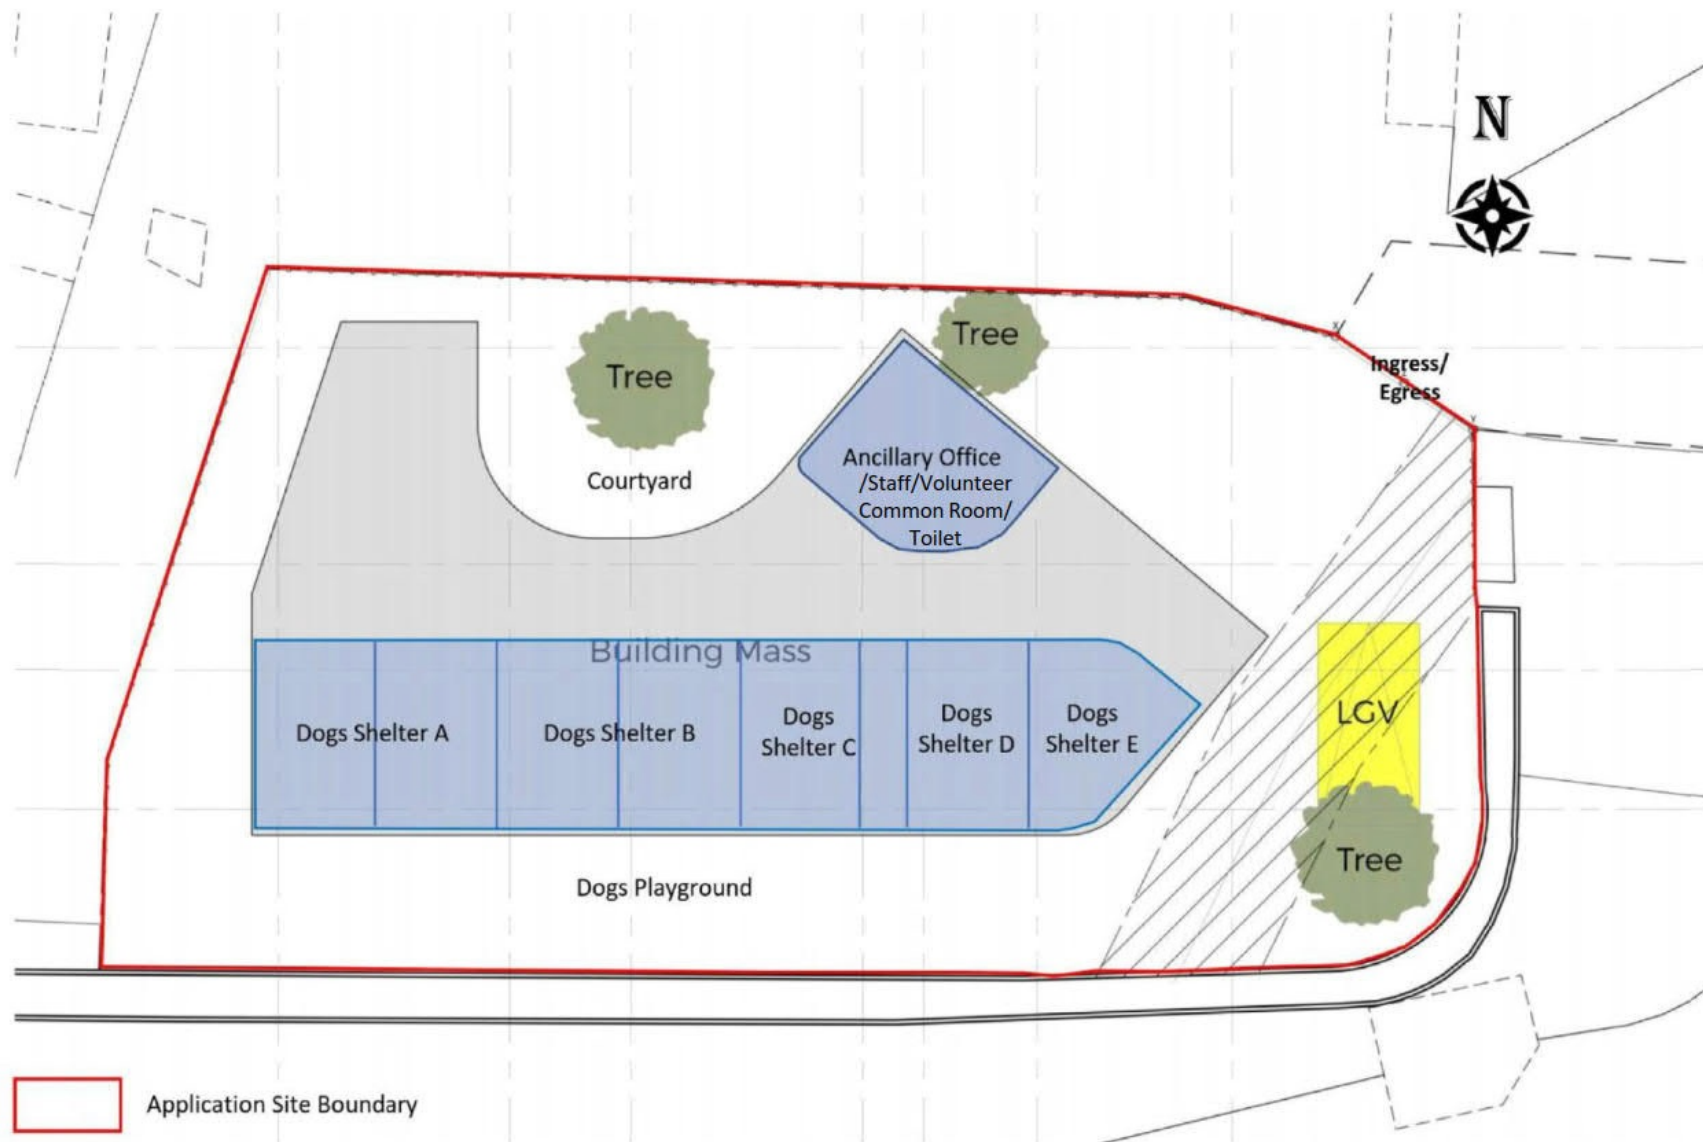 N
Tree
Tree
Ingress/
Egress
Courtyard
Ancillary Office
/Staff/Volunteer
Common Room/
Toilet
Building Mass
Dogs Shelter A
Dogs Shelter B
Dogs
Shelter C
Dogs
Shelter D
Dogs
Shelter E
LGV
Tree
Dogs Playground
Application Site Boundary